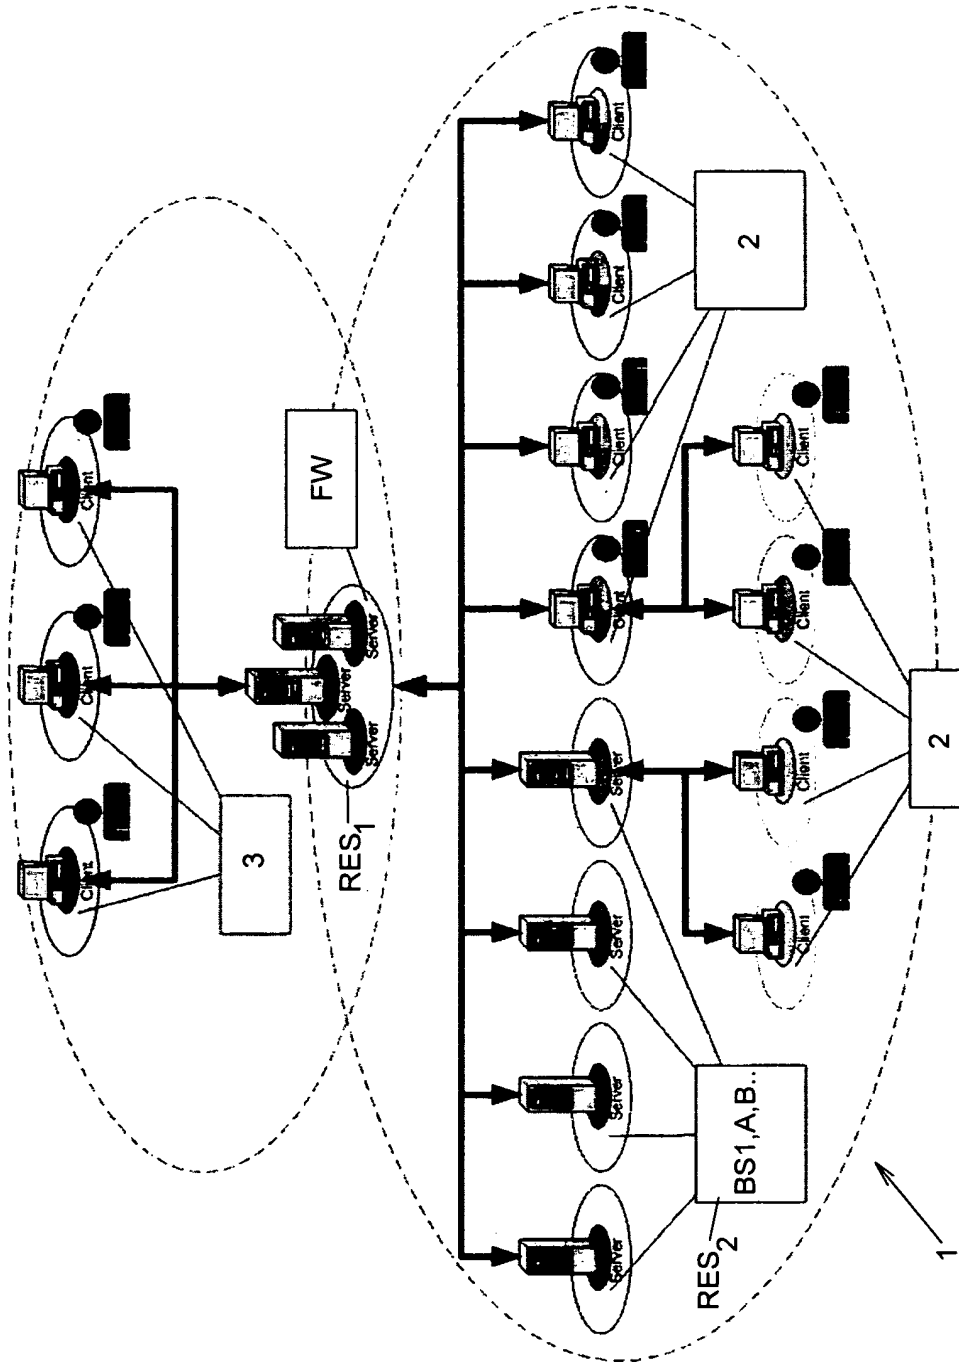 Client
Client
Client
3
FW
Server
Server
Server
RES1
Server
Server
Server
Server
Client
Client
Client
Client
BS1,A,B..
RES2
2
Client
Client
Client
Client
2
1